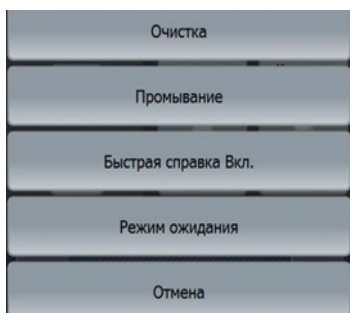 Очистка
Промывание
Быстрая справка Вкл.
Режим ожидания
Отмена